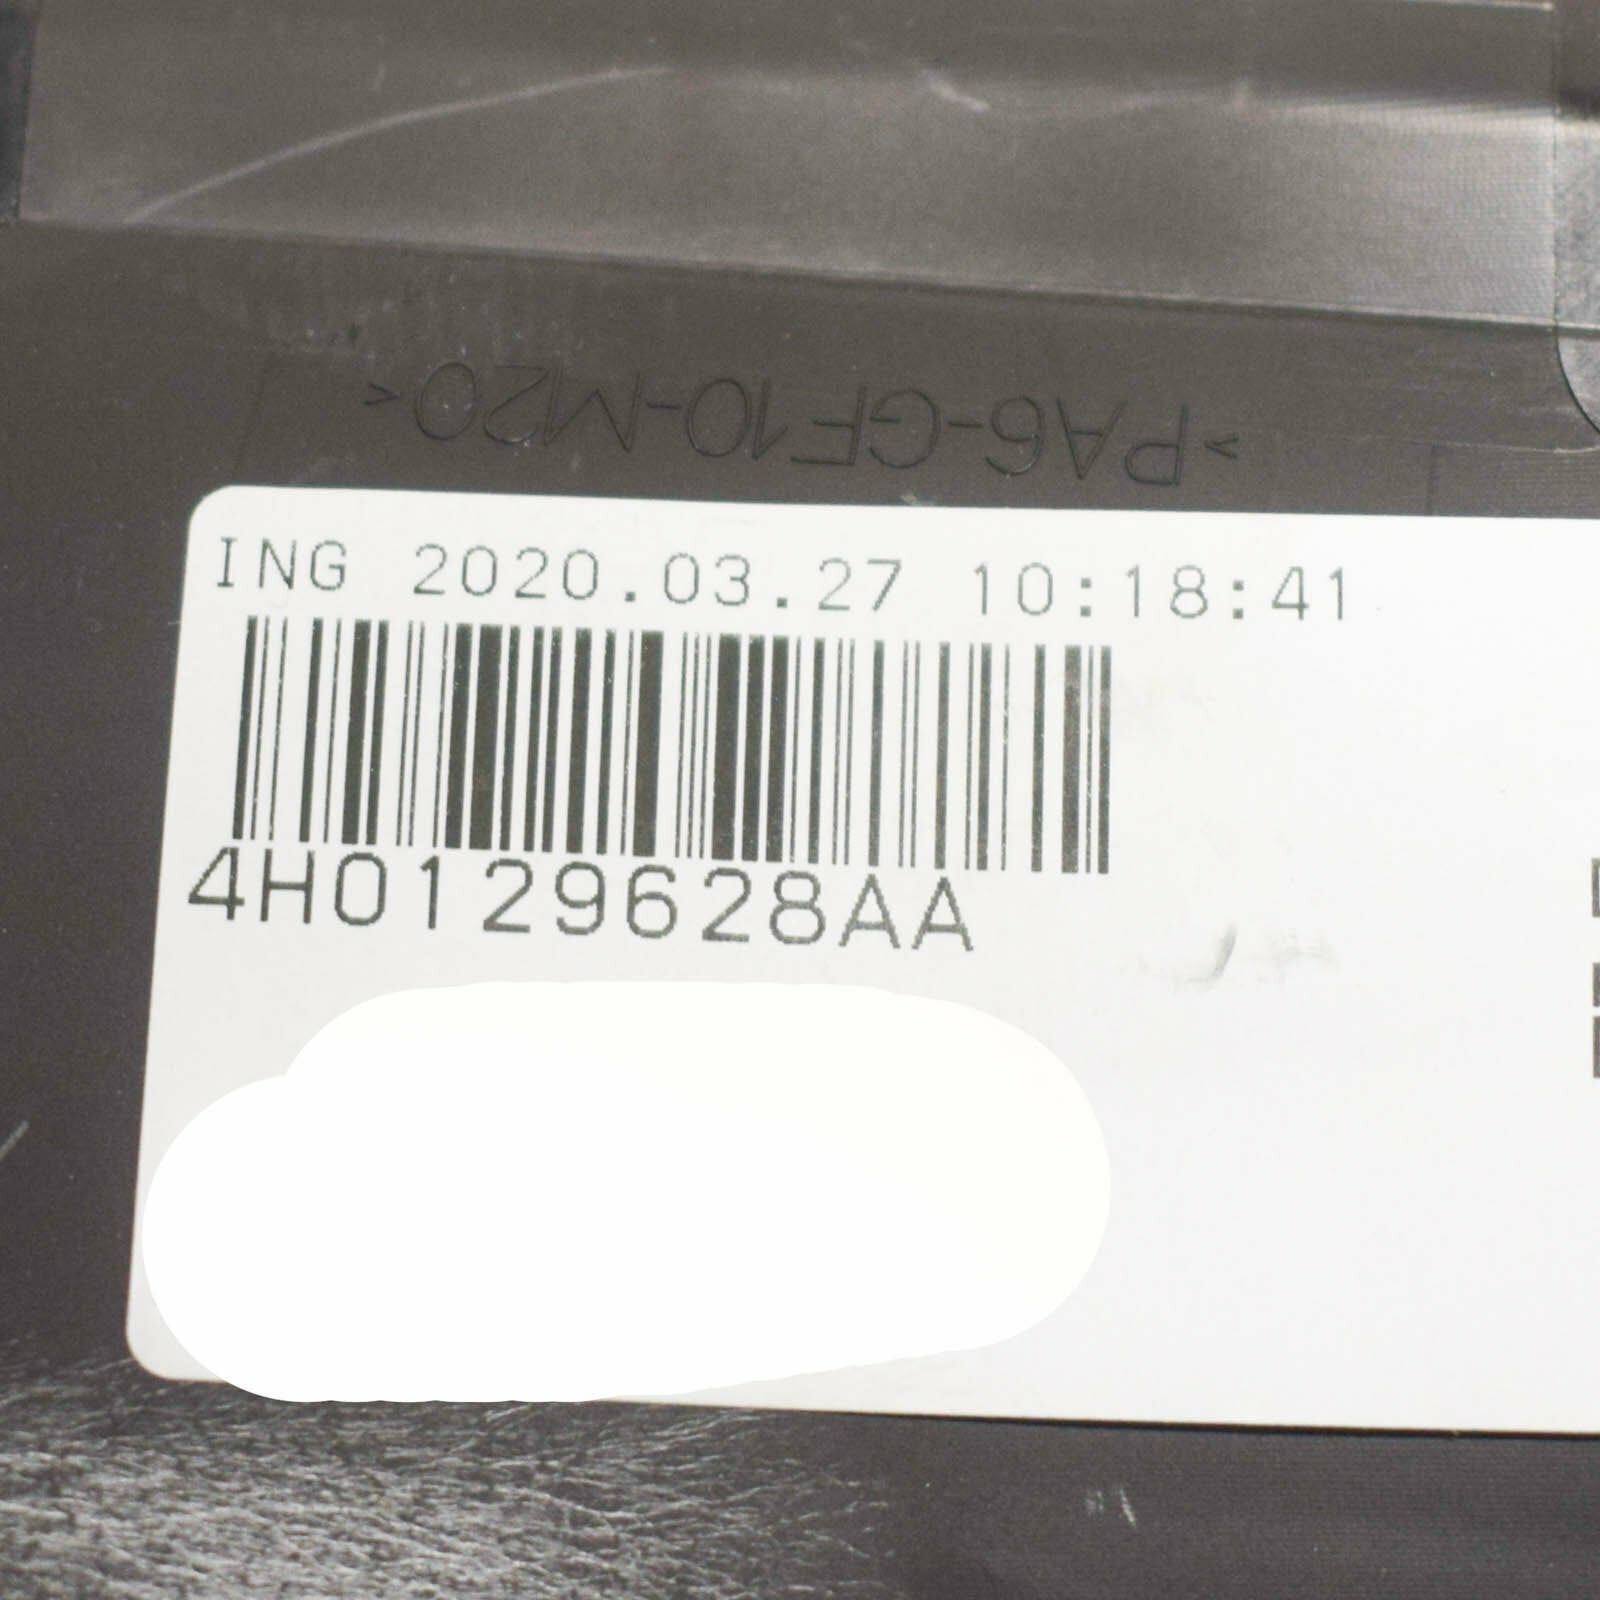 >PA6-GF10-M20<
ING 2020.03.27 10:18:41
4H0129628AA